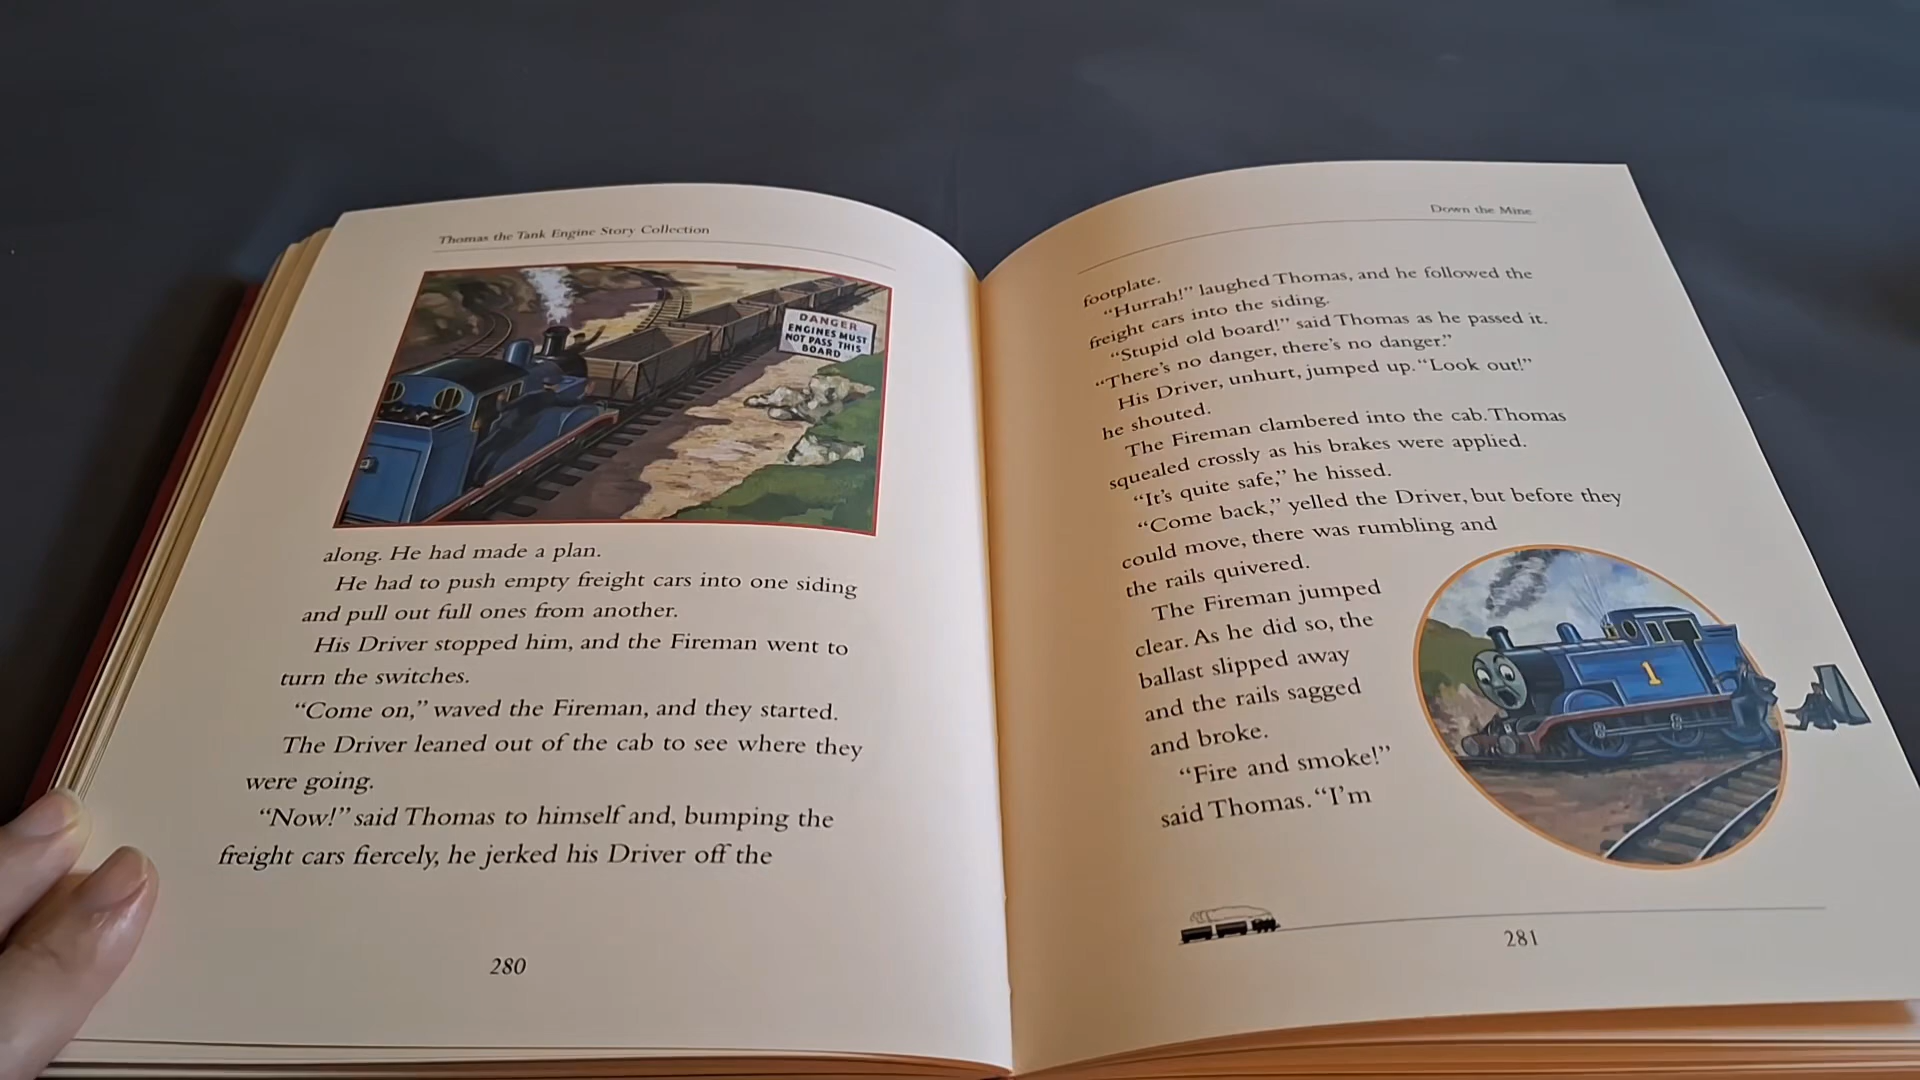 Thomas the Tank Engine Story Collection
DANGER
ENGINES MUST
NOT PASS THIS
BOARD
along. He had made a plan.
He had to push empty freight cars into one siding
and pull out full ones from another.
His Driver stopped him, and the Fireman went to
turn the switches.
“Come on,” waved the Fireman, and they started.
The Driver leaned out of the cab to see where they
were going.
“Now!” said Thomas to himself and, bumping the
freight cars fiercely, he jerked his Driver off the
280
Down the Mine
footplate.
“Hurrah!” laughed Thomas, and he followed the
freight cars into the siding.
“Stupid old board!” said Thomas as he passed it.
“There’s no danger, there’s no danger.”
His Driver, unhurt, jumped up. “Look out!”
he shouted.
The Fireman clambered into the cab. Thomas
squealed crossly as his brakes were applied.
“It’s quite safe,” he hissed.
“Come back,” yelled the Driver, but before they
could move, there was rumbling and
the rails quivered.
The Fireman jumped
clear. As he did so, the
ballast slipped away
and the rails sagged
and broke.
“Fire and smoke!”
said Thomas. “I’m
1
281